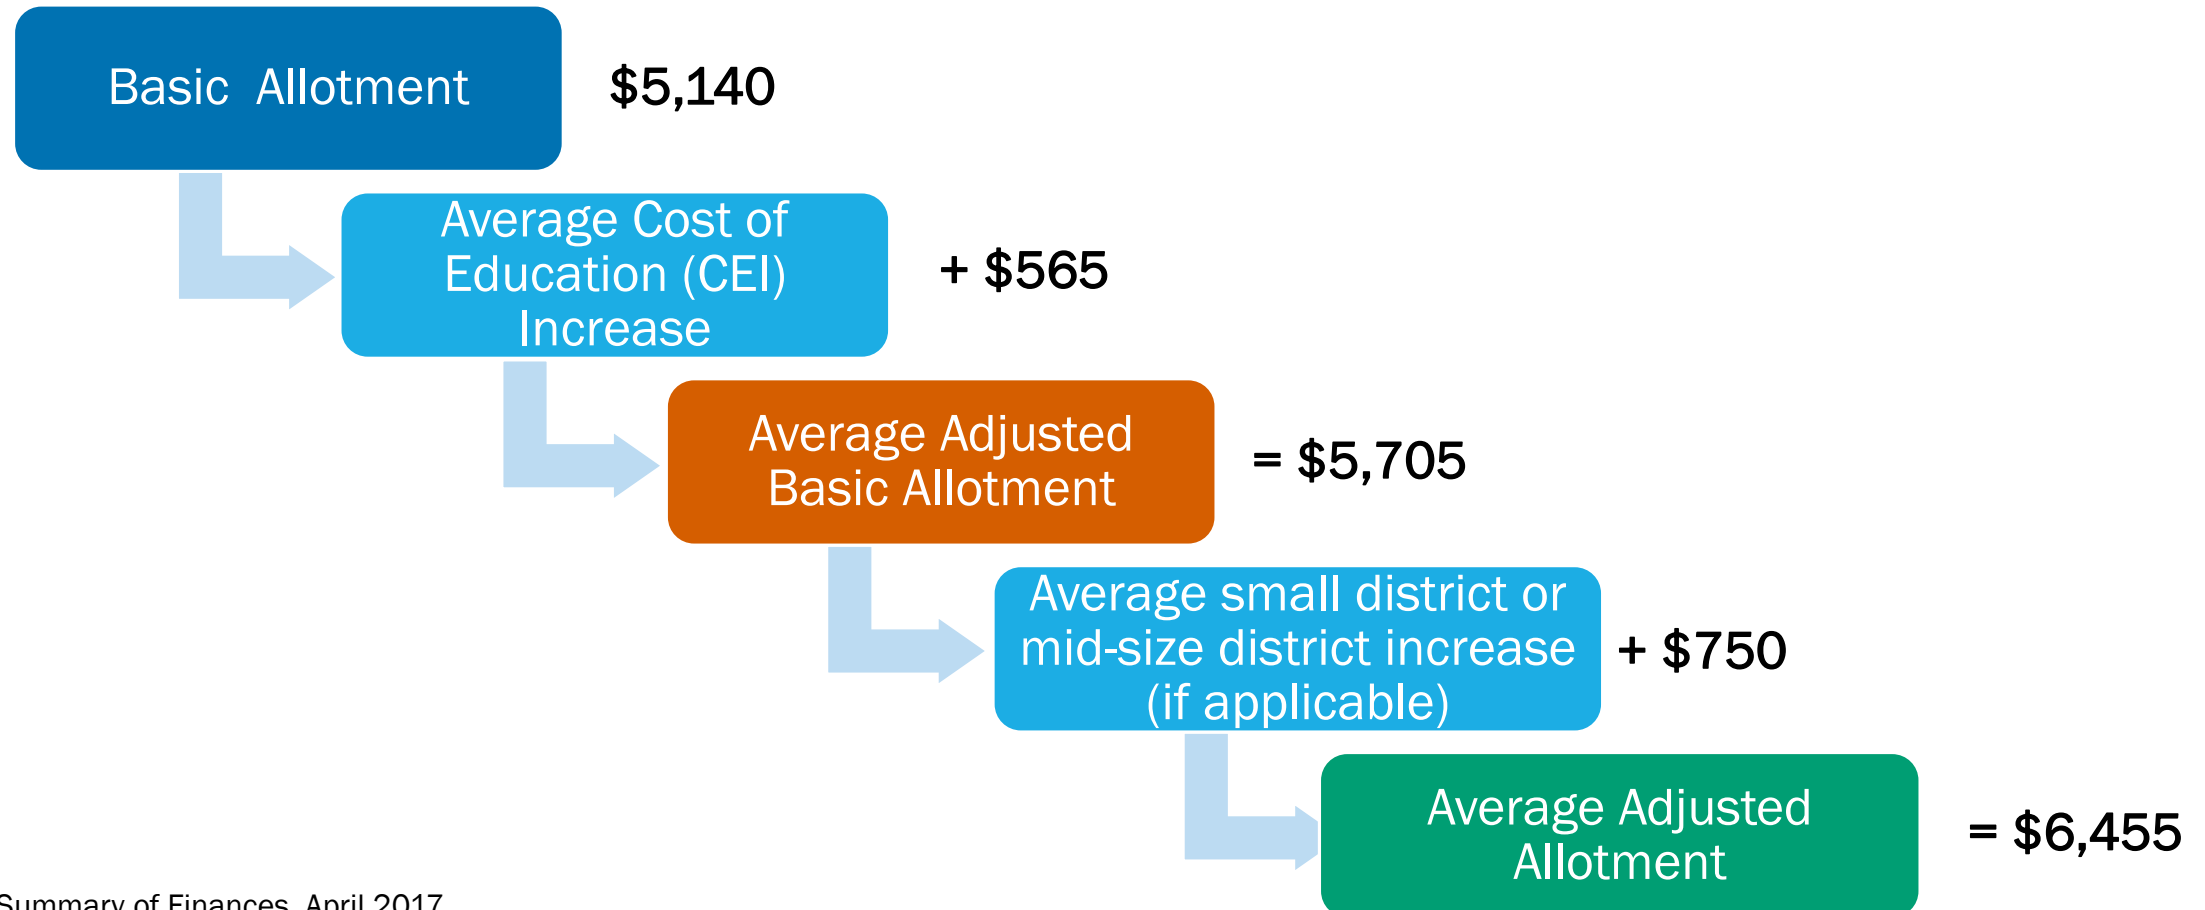 Basic Allotment
$5,140
Average Cost of
Education (CEI)
Increase
+ $565
Average Adjusted
Basic Allotment
= $5,705
Average small district or
mid-size district increase
(if applicable)
+ $750
Average Adjusted
Allotment
= $6,455
Summary of Finances, April 2017